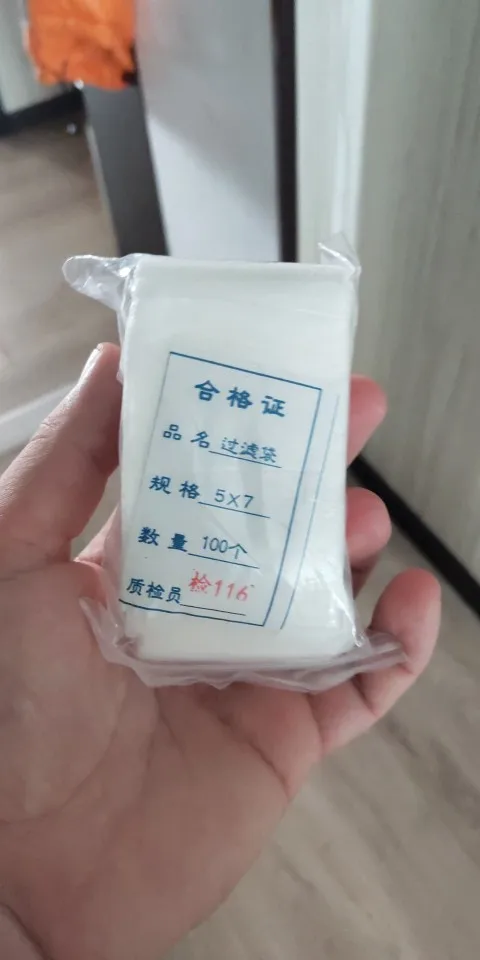 合格证
品名 过滤袋
规格 5X7
数量 100个
质检员 检116